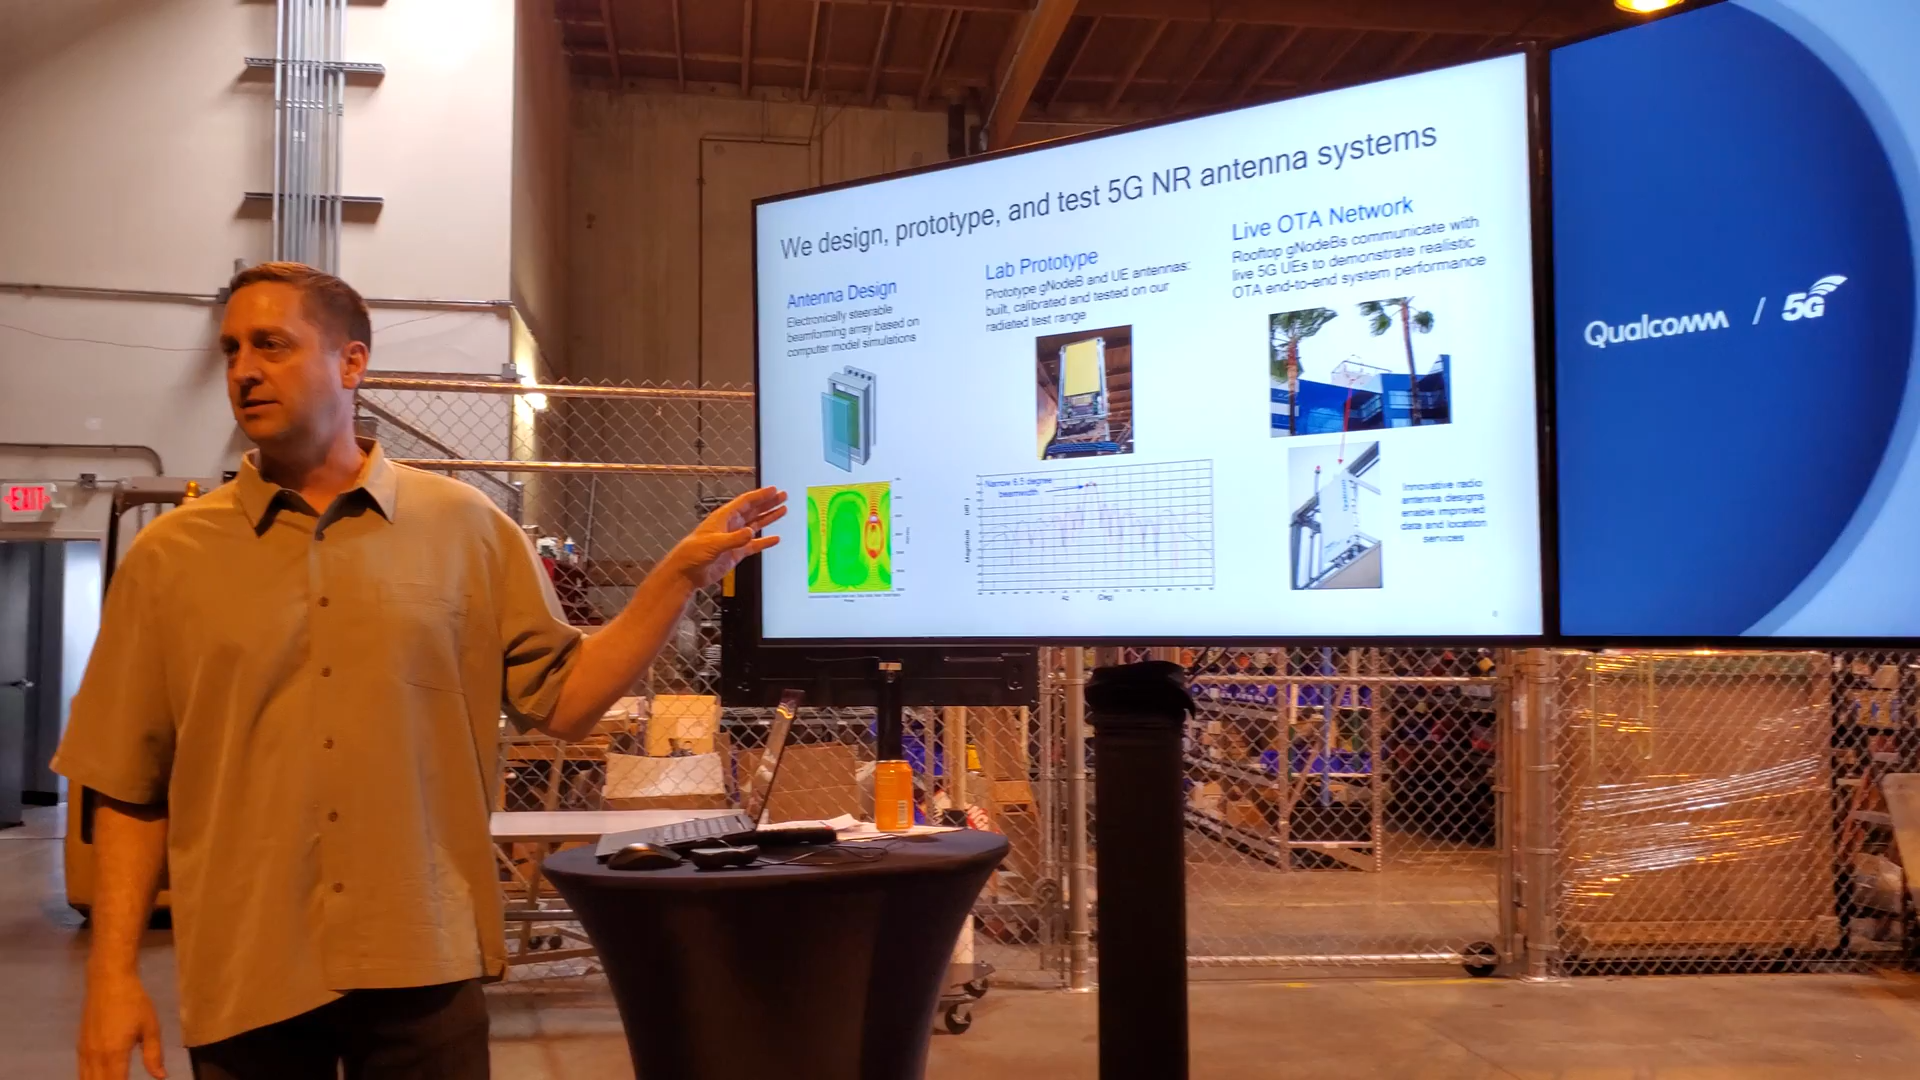 We design, prototype, and test 5G NR antenna systems
Antenna Design
Electronically steerable
beamforming array based on
computer model simulations
Lab Prototype
Prototype gNodeB and UE antennas:
built, calibrated and tested on our
radiated test range
Live OTA Network
Rooftop gNodeBs communicate with
live 5G UEs to demonstrate realistic
OTA end-to-end system performance
Narrow 6.5 degree
beamwidth
Magnitude
Az
Deg
Innovative radio
antenna designs
enable improved
data and location
services
Qualcomm / 5G
EXIT